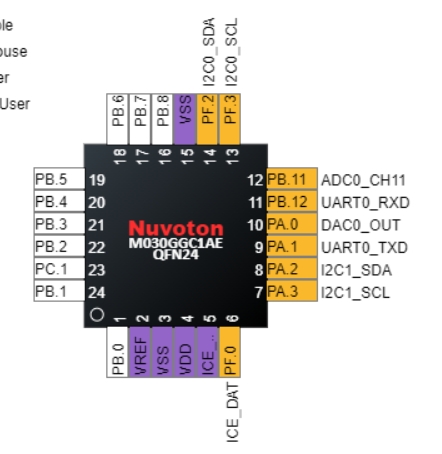 ole
ouse
er
User
I2C0_SDA
I2C0_SCL
PB.6
PB.7
PB.8
VSS
PF.2
PF.3
18
17
16
15
14
13
PB.5 19
PB.4 20
PB.3 21
PB.2 22
PC.1 23
PB.1 24
Nuvoton
M030GGC1AE
QFN24
12 PB.11 ADC0_CH11
11 PB.12 UART0_RXD
10 PA.0 DAC0_OUT
9 PA.1 UART0_TXD
8 PA.2 I2C1_SDA
7 PA.3 I2C1_SCL
1
2
3
4
5
6
PB.0
VREF
VSS
VDD
ICE_..
PF.0
ICE_DAT